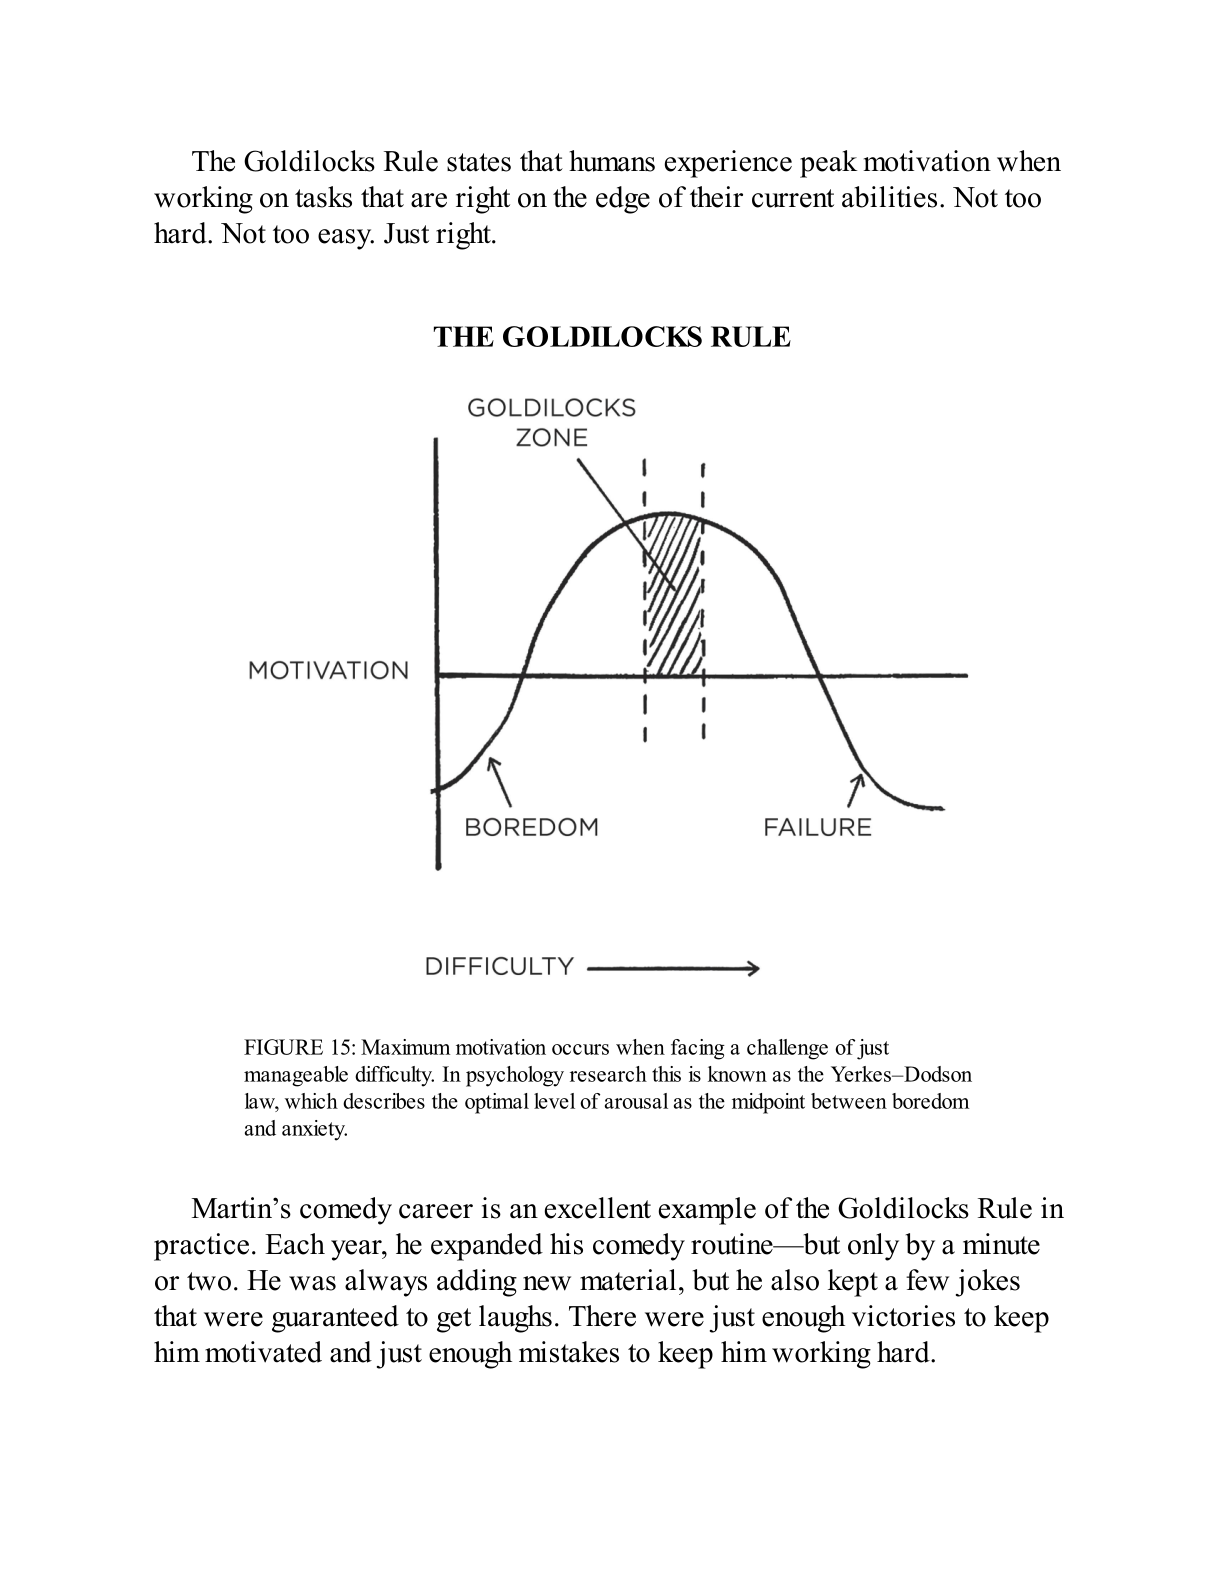 The Goldilocks Rule states that humans experience peak motivation when
working on tasks that are right on the edge of their current abilities. Not too
hard. Not too easy. Just right.
THE GOLDILOCKS RULE
GOLDILOCKS
ZONE
MOTIVATION
BOREDOM
FAILURE
DIFFICULTY
FIGURE 15: Maximum motivation occurs when facing a challenge of just
manageable difficulty. In psychology research this is known as the Yerkes–Dodson
law, which describes the optimal level of arousal as the midpoint between boredom
and anxiety.
Martin’s comedy career is an excellent example of the Goldilocks Rule in
practice. Each year, he expanded his comedy routine—but only by a minute
or two. He was always adding new material, but he also kept a few jokes
that were guaranteed to get laughs. There were just enough victories to keep
him motivated and just enough mistakes to keep him working hard.